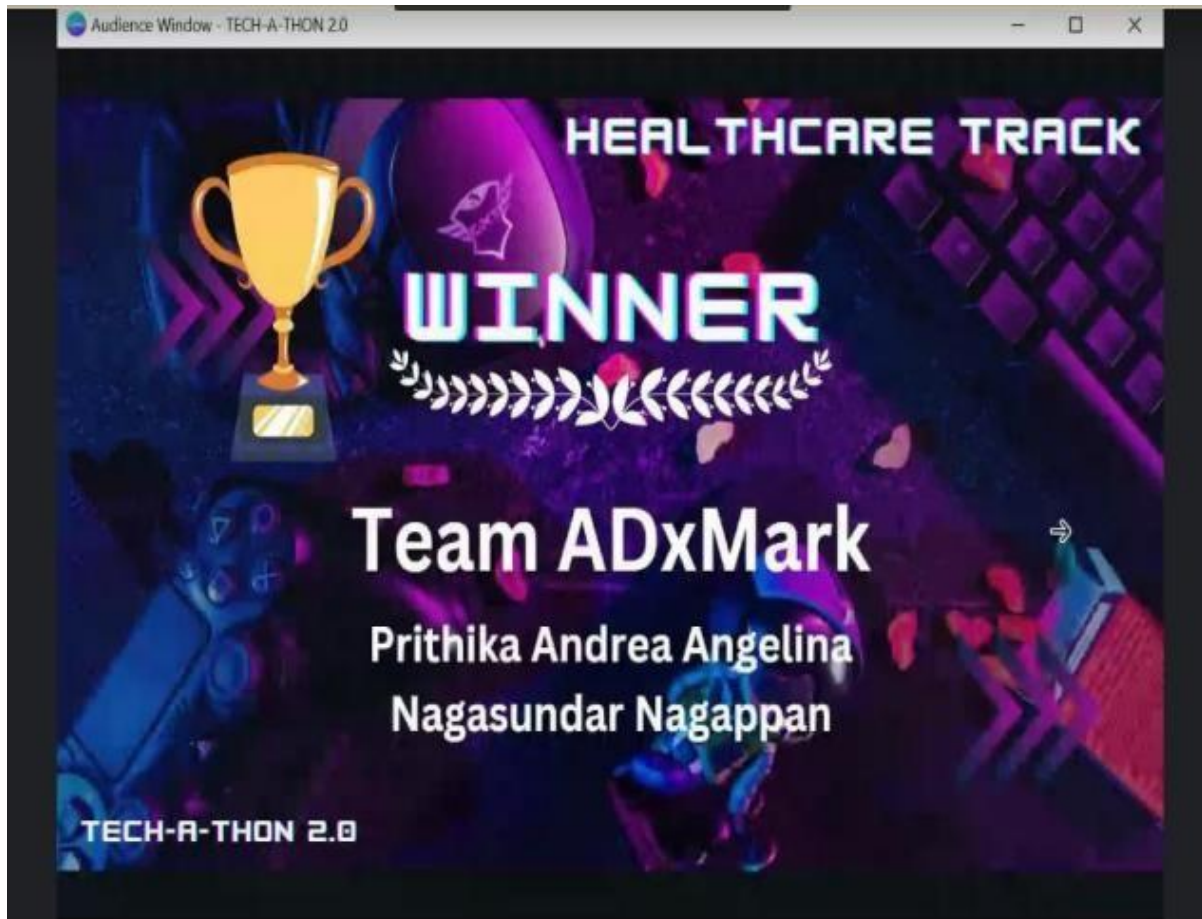 Audience Window - TECH-A-THON 2.0
HEALTHCARE TRACK
WINNER
Team ADxMark
Prithika Andrea Angelina
Nagasundar Nagappan
TECH-A-THON 2.0